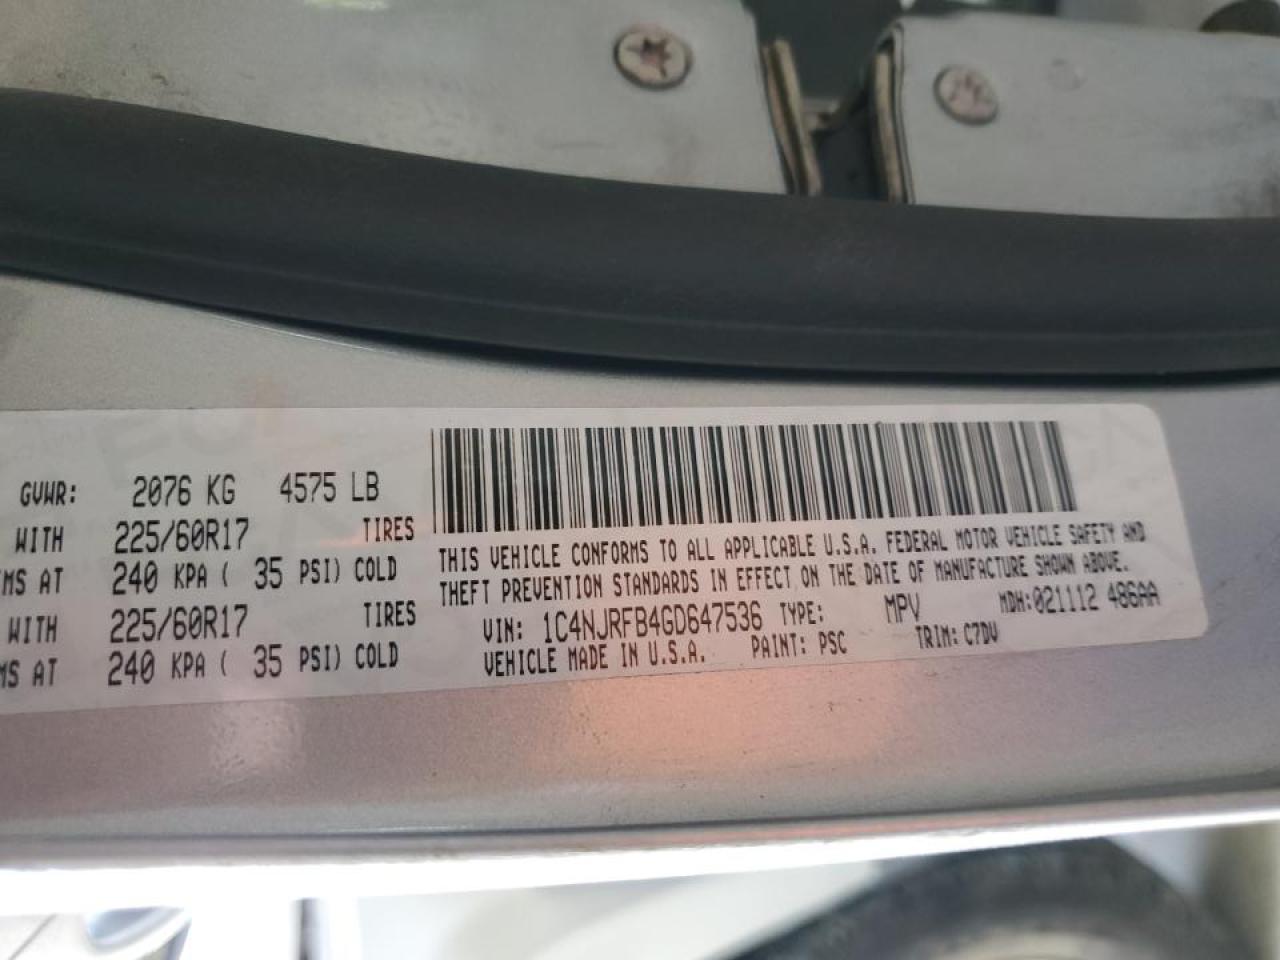 GVWR: 2076 KG 4575 LB
WITH 225/60R17 TIRES
MS AT 240 KPA ( 35 PSI) COLD
WITH 225/60R17 TIRES
MS AT 240 KPA ( 35 PSI) COLD
THIS VEHICLE CONFORMS TO ALL APPLICABLE U.S.A. FEDERAL MOTOR VEHICLE SAFETY AND
THEFT PREVENTION STANDARDS IN EFFECT ON THE DATE OF MANUFACTURE SHOWN ABOVE.
VIN: 1C4NJRFB4GD647536 TYPE: MPV MDH:021112 486AA
VEHICLE MADE IN U.S.A. PAINT: PSC TRIM: C7DV